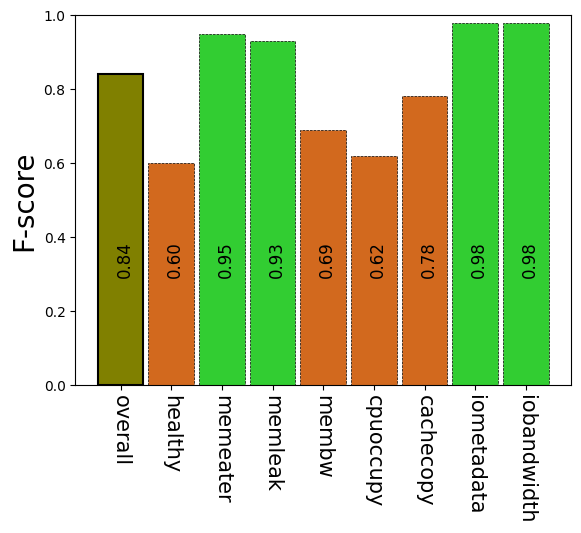 F-score
1.0
0.8
0.6
0.4
0.2
0.0
0.84
0.60
0.95
0.93
0.69
0.62
0.78
0.98
0.98
overall
healthy
memeater
memleak
membw
cpuoccupy
cachecopy
iometadata
iobandwidth